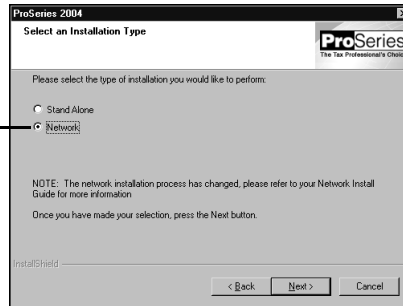 ProSeries 2004
Select an Installation Type
ProSeries
The Tax Professional's Choice
Please select the type of installation you would like to perform:
Stand Alone
Network
NOTE: The network installation process has changed, please refer to your Network Install
Guide for more information
Once you have made your selection, press the Next button.
InstallShield
< Back
Next >
Cancel